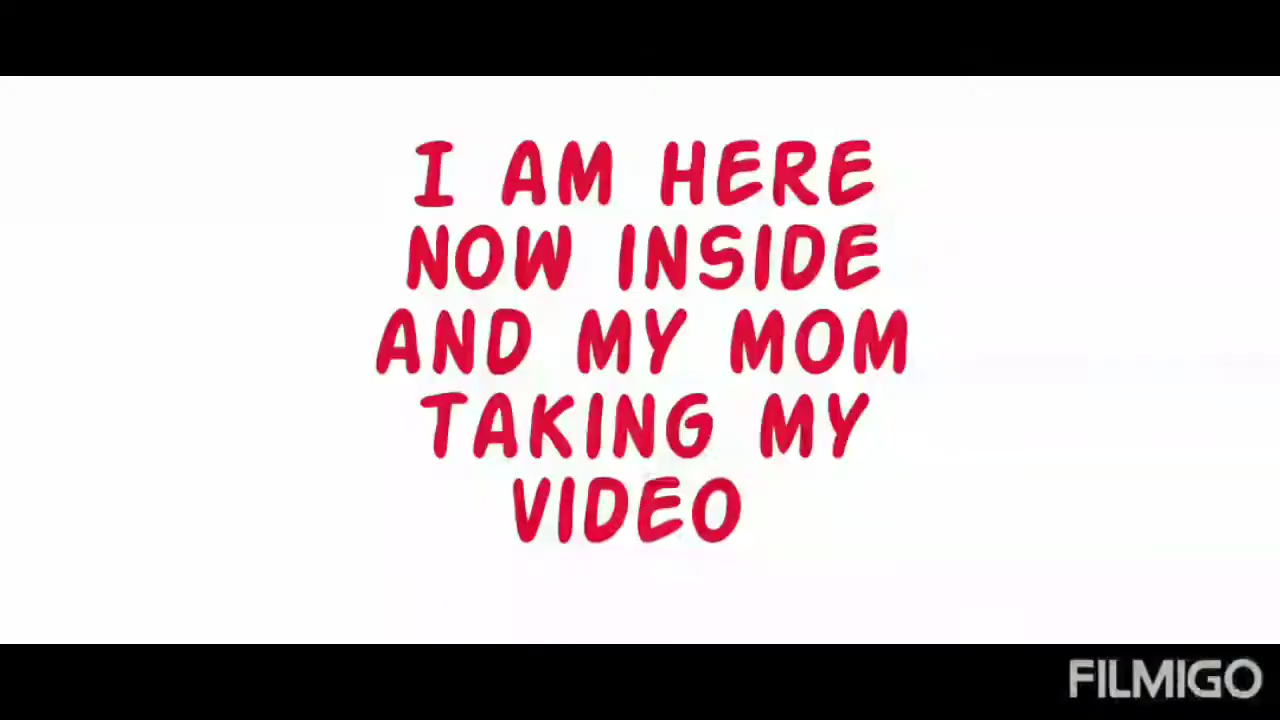 I AM HERE
NOW INSIDE
AND MY MOM
TAKING MY
VIDEO
FILMIGO